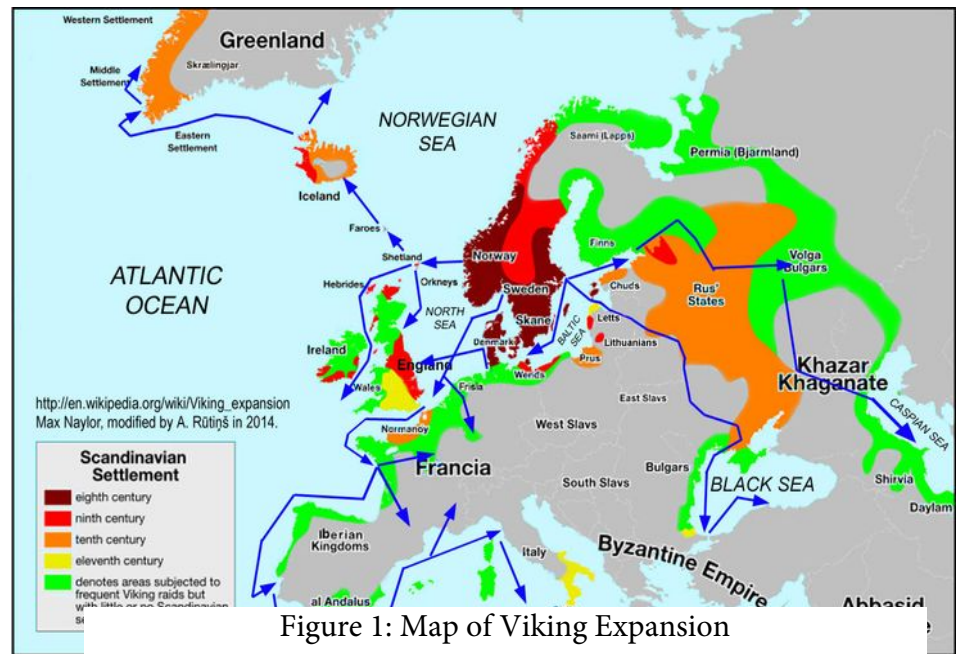 Western Settlement
Greenland
Skrælingjar
Middle
Settlement
Eastern
Settlement
NORWEGIAN
SEA
Saami (Lapps)
Permia (Bjarmland)
Iceland
Faroes
Shetland
Norway
Finns
Volga
Bulgars
ATLANTIC
OCEAN
Hebrides
Orkneys
Sweden
Chuds
Rus'
States
NORTH
SEA
Skane
BALTIC
SEA
Letts
Ireland
Denmark
Lithuanians
England
Prus
Khazar
Khaganate
Wales
Frisia
Wends
East Slavs
CASPIAN SEA
http://en.wikipedia.org/wiki/Viking_expansion
Max Naylor, modified by A. Rūtiņš in 2014.
Normanoy
West Slavs
Francia
Bulgars
BLACK SEA
Shirvia
South Slavs
Daylam
Scandinavian
Settlement
eighth century
ninth century
tenth century
eleventh century
denotes areas subjected to
frequent Viking raids but
with little or no Scandinavian
Iberian
Kingdoms
Italy
Byzantine Empire
al Andalus
Abbasid
Figure 1: Map of Viking Expansion